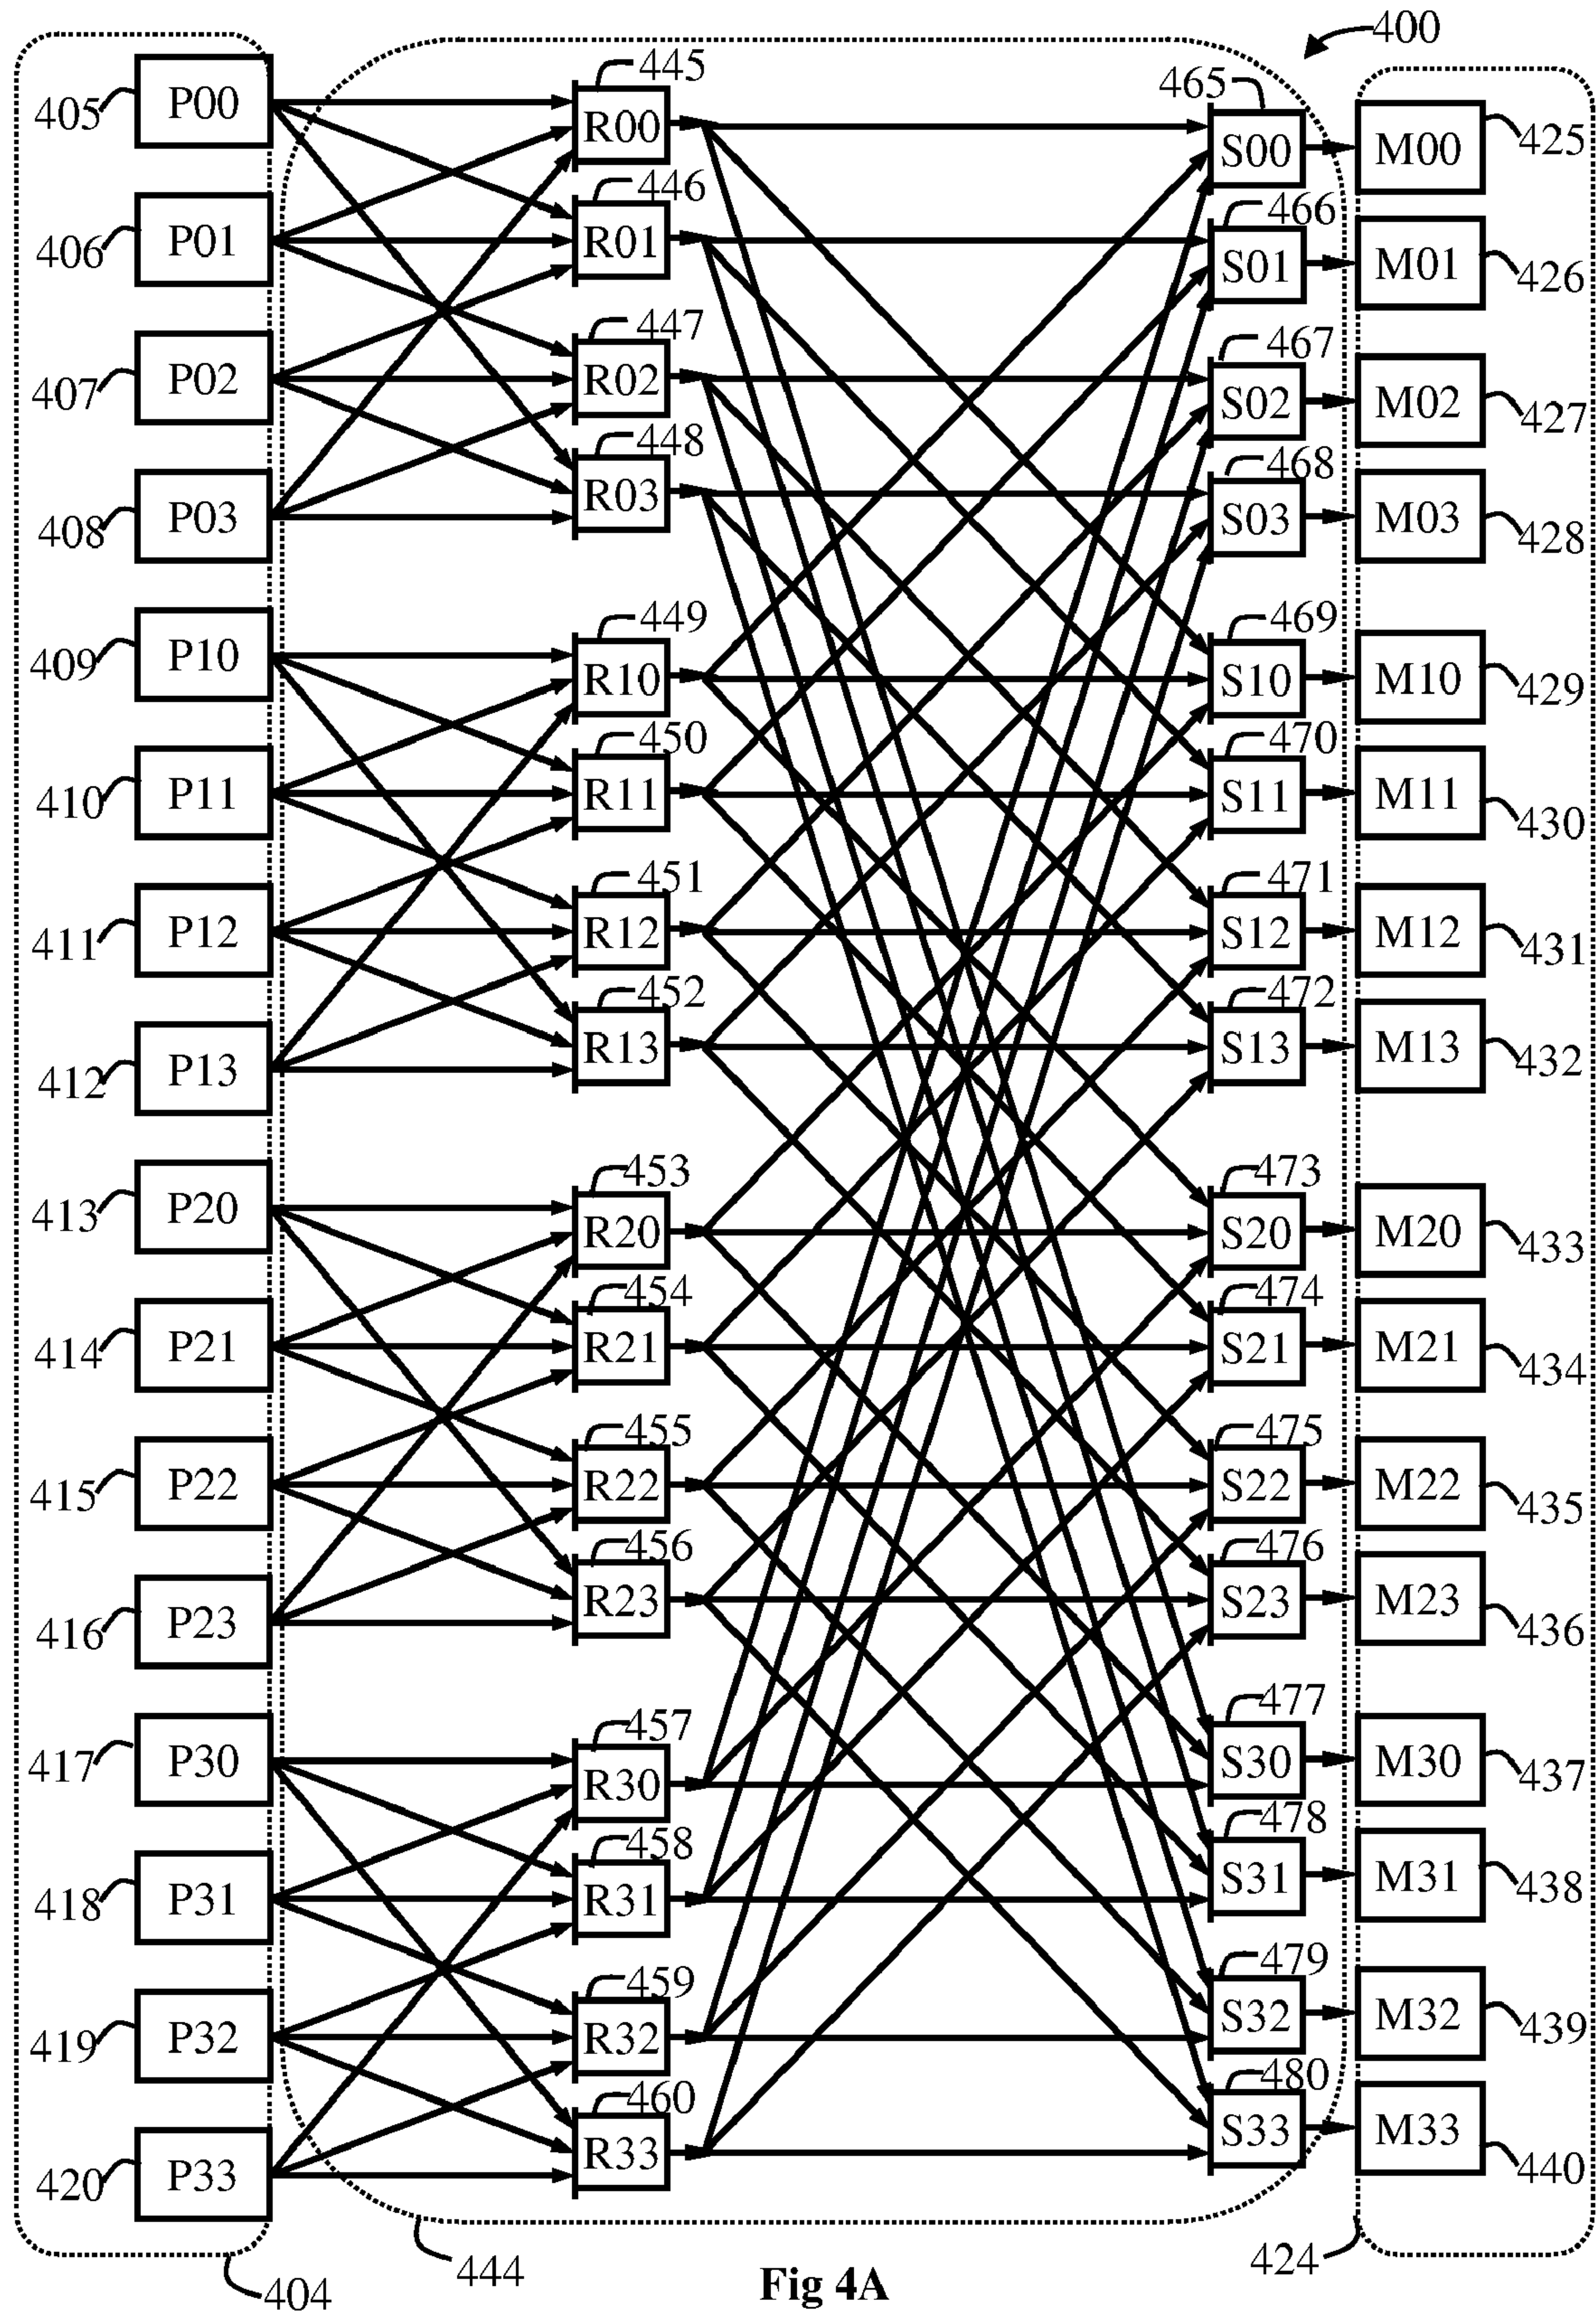 400
405 P00 445 R00 465 S00 M00 425
406 P01 446 R01 466 S01 M01 426
407 P02 447 R02 467 S02 M02 427
408 P03 448 R03 468 S03 M03 428
409 P10 449 R10 469 S10 M10 429
410 P11 450 R11 470 S11 M11 430
411 P12 451 R12 471 S12 M12 431
412 P13 452 R13 472 S13 M13 432
413 P20 453 R20 473 S20 M20 433
414 P21 454 R21 474 S21 M21 434
415 P22 455 R22 475 S22 M22 435
416 P23 456 R23 476 S23 M23 436
417 P30 457 R30 477 S30 M30 437
418 P31 458 R31 478 S31 M31 438
419 P32 459 R32 479 S32 M32 439
420 P33 460 R33 480 S33 M33 440
404 444 424
Fig 4A